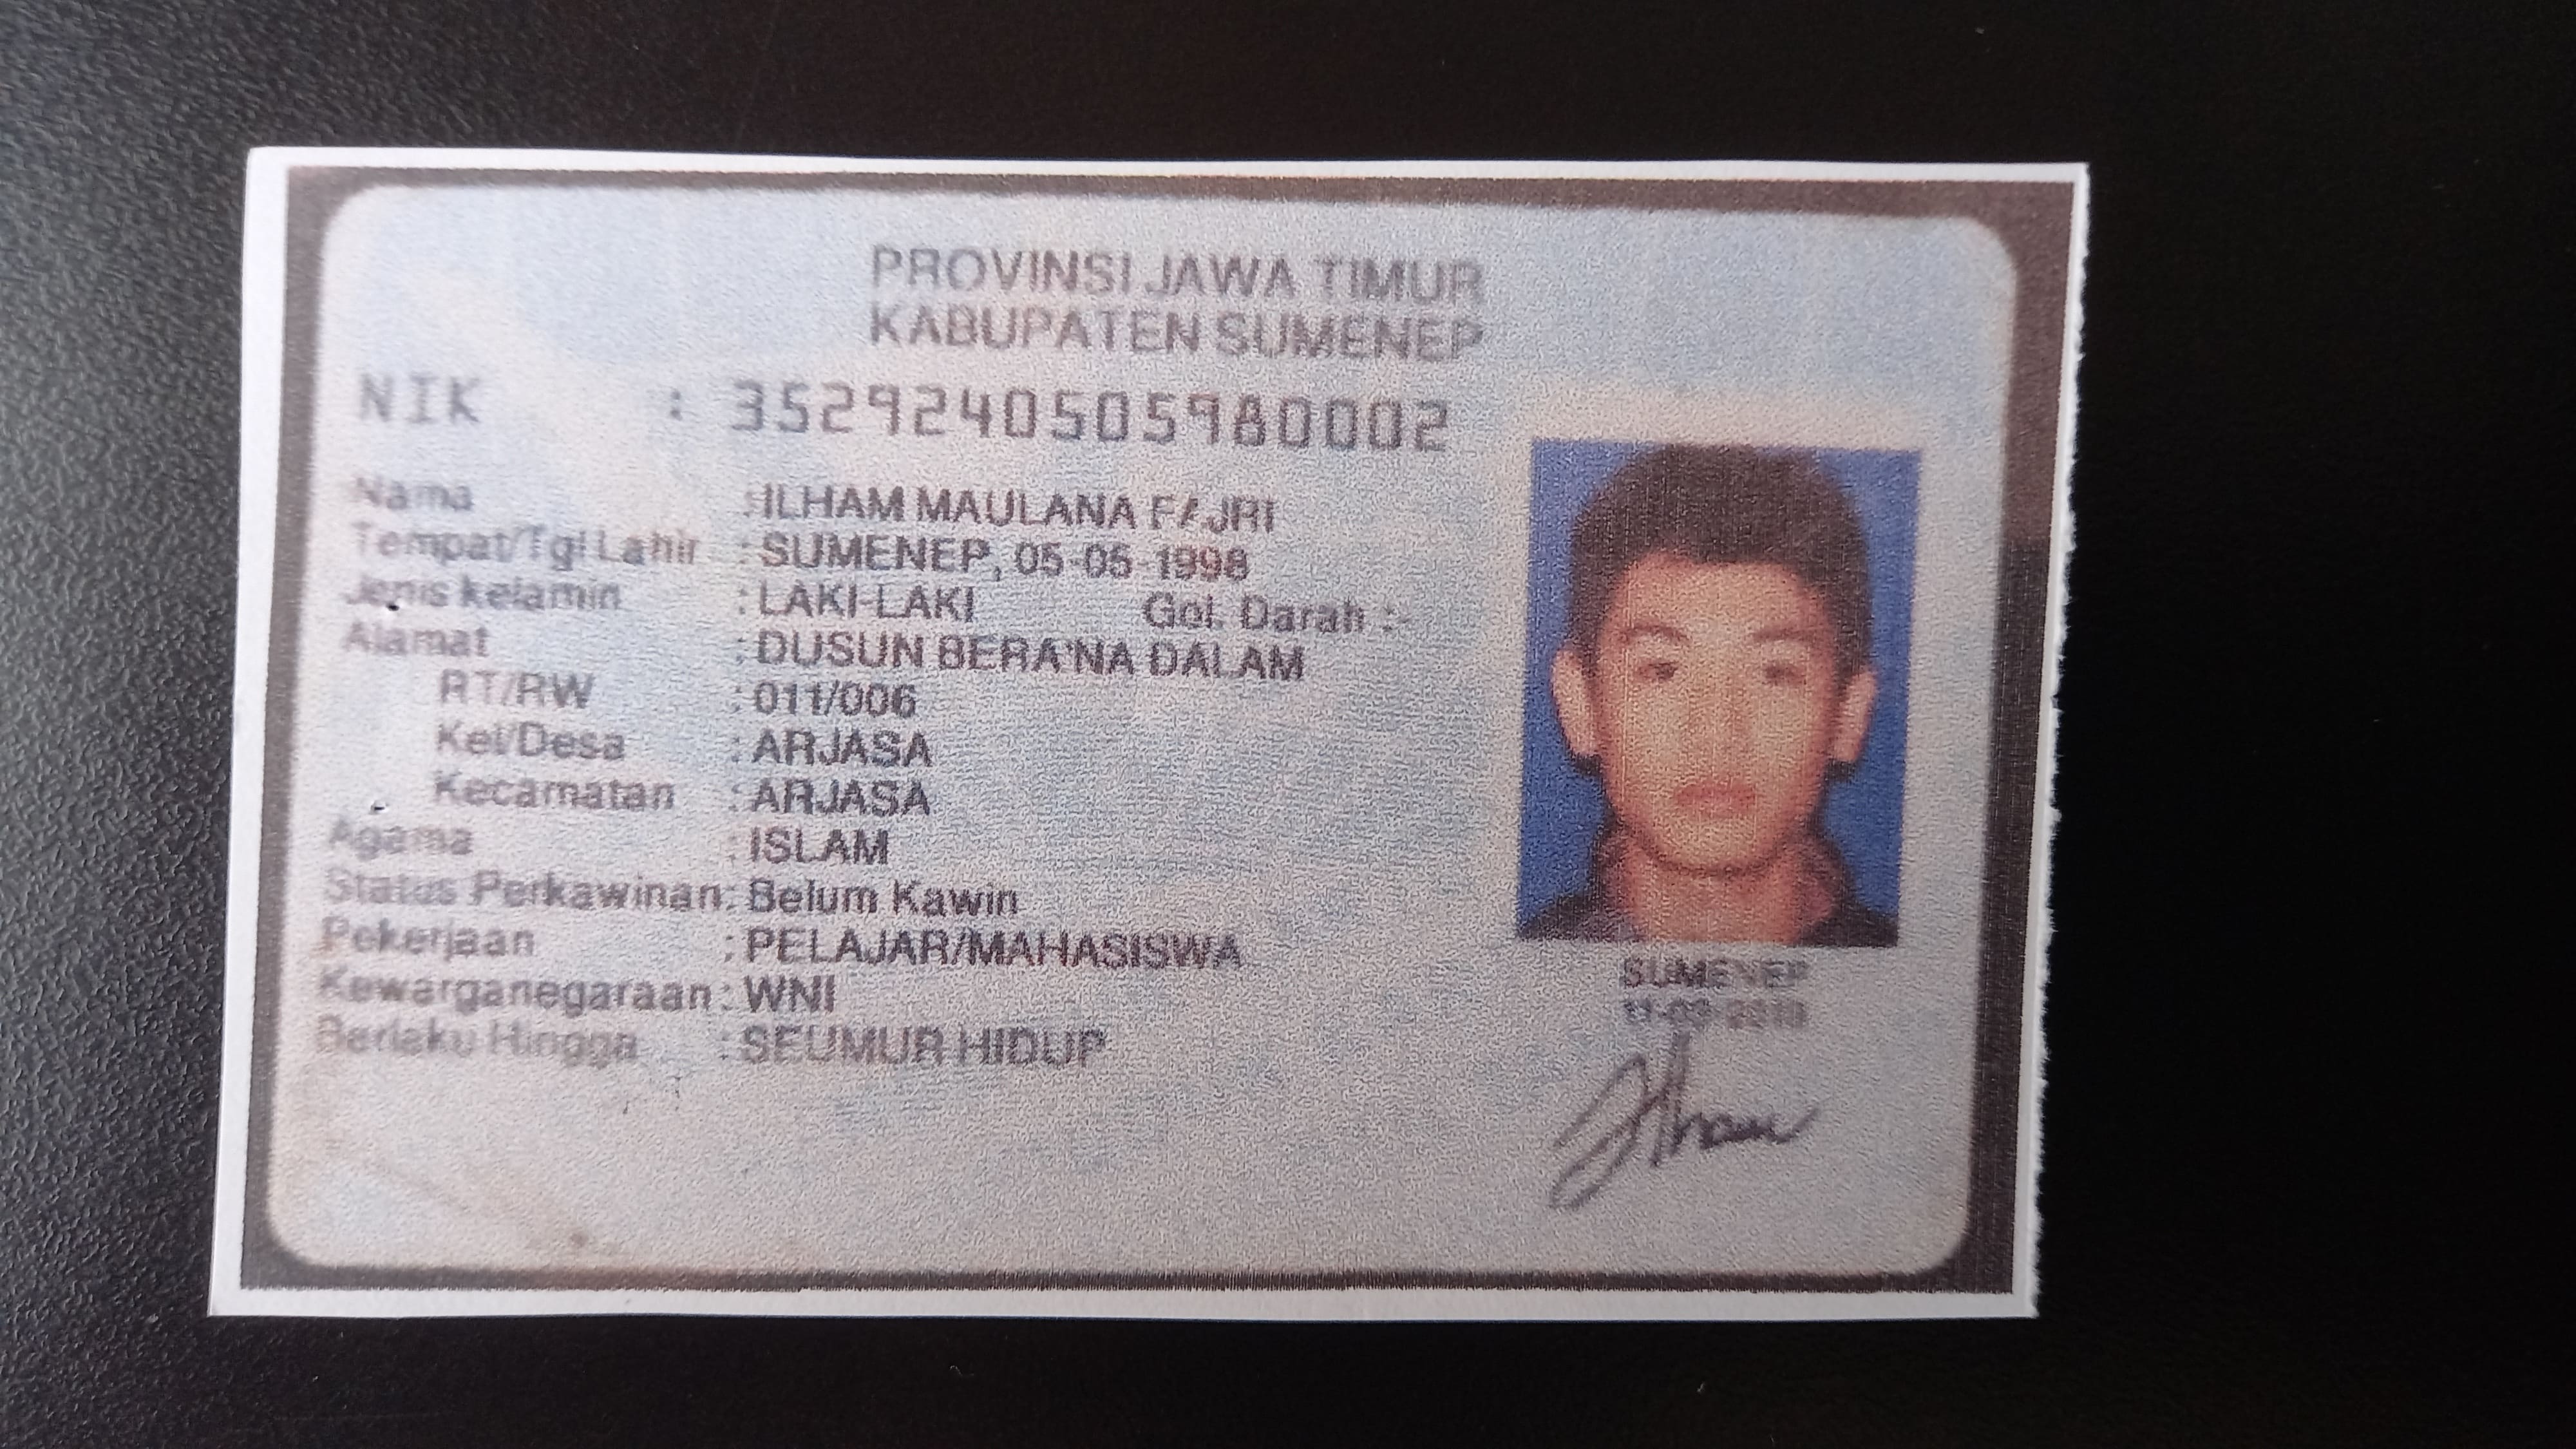 PROVINSI JAWA TIMUR
KABUPATEN SUMENEP
NIK : 3529240505980002
Nama : ILHAM MAULANA FAJRI
Tempat/Tgl Lahir : SUMENEP, 05-05-1998
Jenis kelamin : LAKI-LAKI Gol. Darah :-
Alamat : DUSUN BERA'NA DALAM
RT/RW : 011/006
Kel/Desa : ARJASA
Kecamatan : ARJASA
Agama : ISLAM
Status Perkawinan: Belum Kawin
Pekerjaan : PELAJAR/MAHASISWA
Kewarganegaraan: WNI
Berlaku Hingga : SEUMUR HIDUP
SUMENEP
Ilham